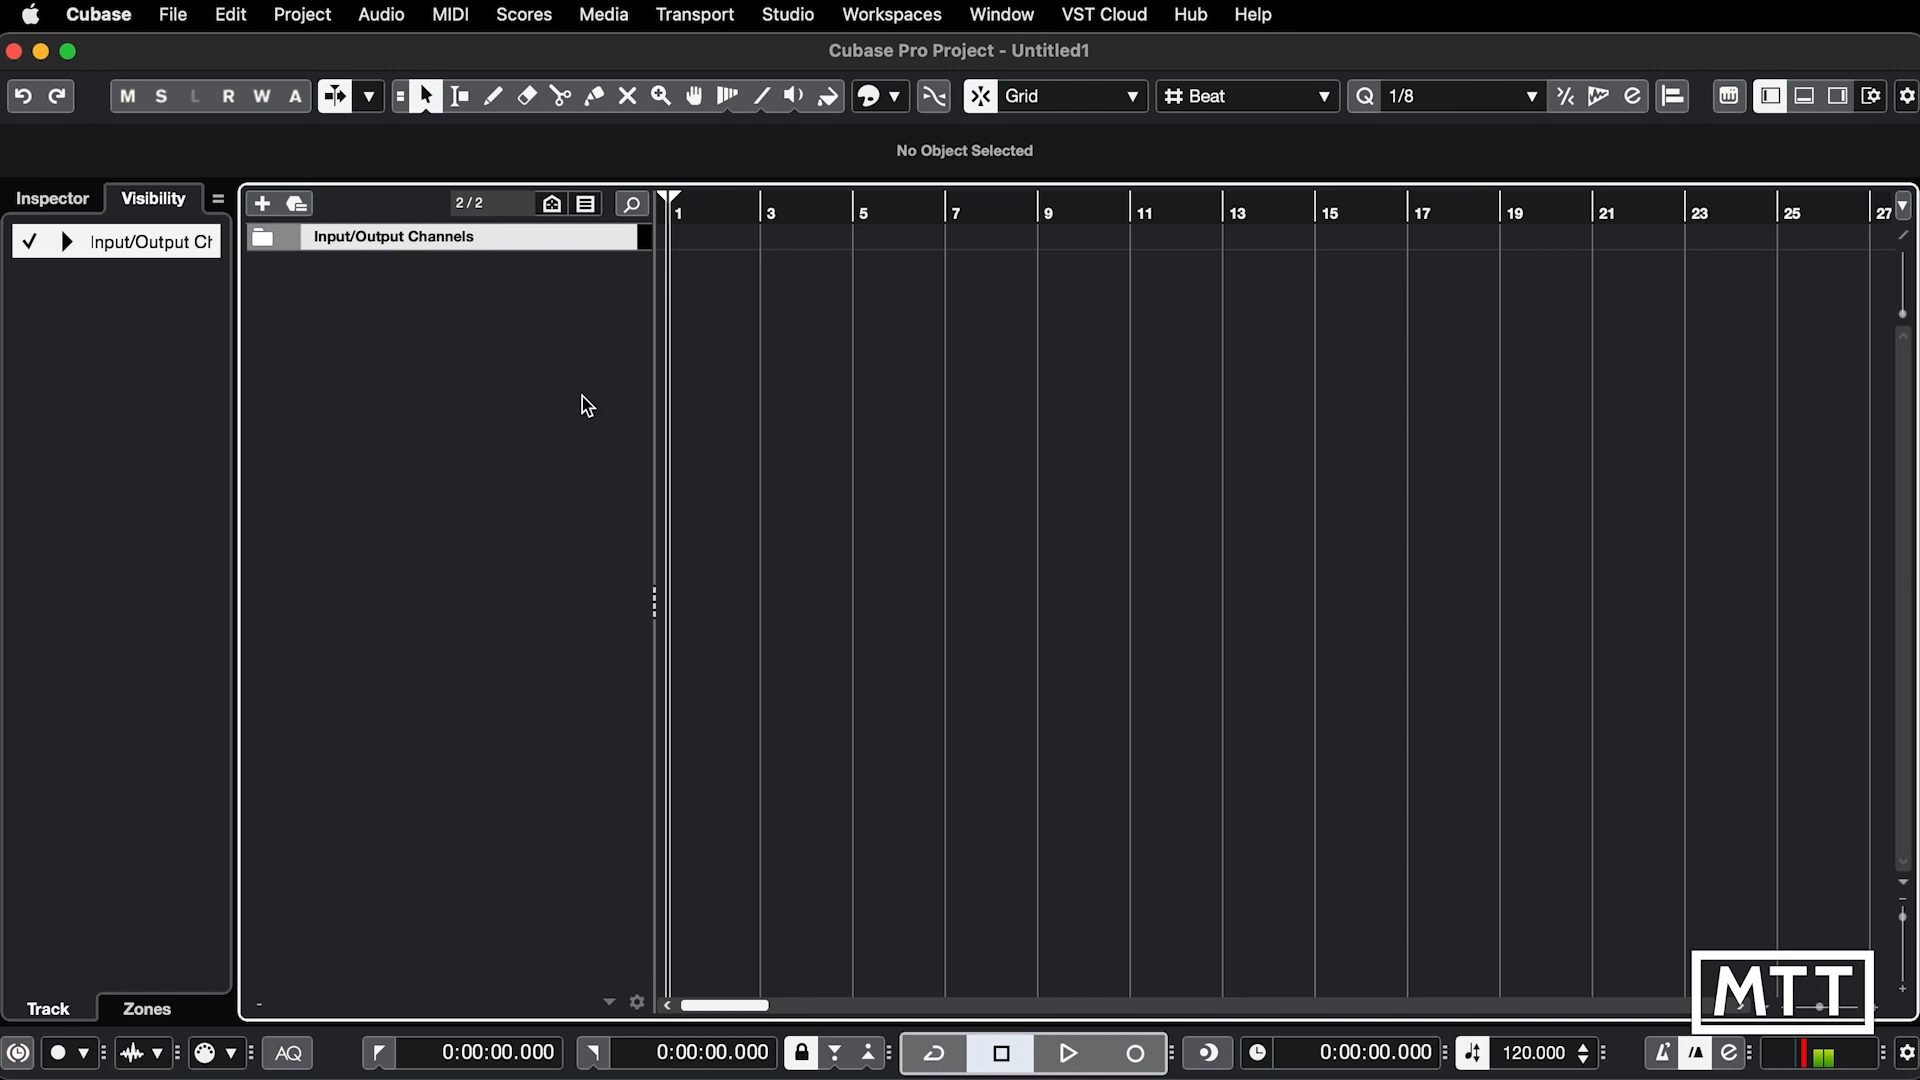 Cubase File Edit Project Audio MIDI Scores Media Transport Studio Workspaces Window VST Cloud Hub Help
Cubase Pro Project - Untitled1
M S L R W A Grid Beat Q 1/8
No Object Selected
Inspector Visibility 2 / 2
1 3 5 7 9 11 13 15 17 19 21 23 25 27
Input/Output Ch
Input/Output Channels
Track Zones
MTT
AQ 0:00:00.000 0:00:00.000 0:00:00.000 120.000